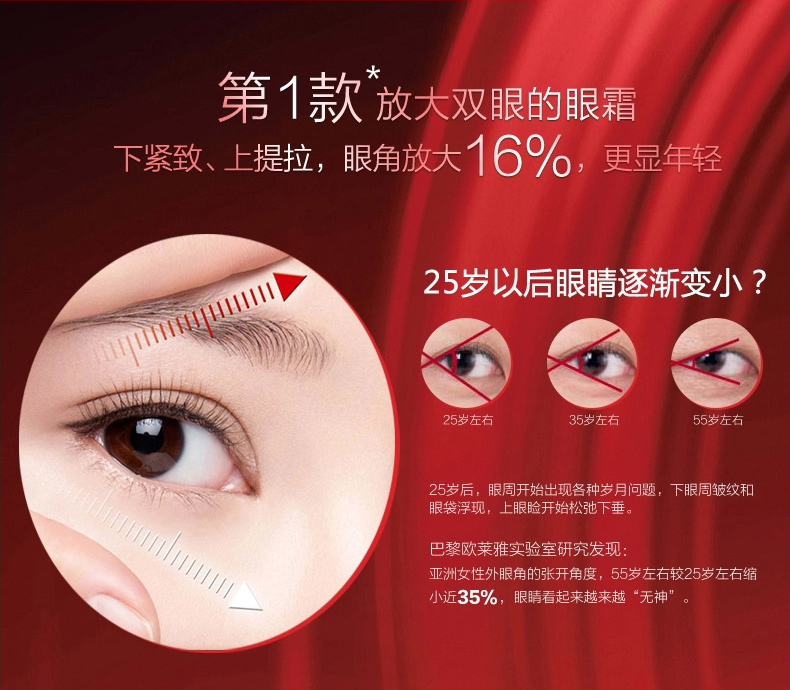 第1款*放大双眼的眼霜
下紧致、上提拉，眼角放大16%，更显年轻
25岁以后眼睛逐渐变小？
25岁左右 35岁左右 55岁左右
25岁后，眼周开始出现各种岁月问题，下眼周皱纹和
眼袋浮现，上眼睑开始松弛下垂。
巴黎欧莱雅实验室研究发现：
亚洲女性外眼角的张开角度，55岁左右较25岁左右缩
小近35%，眼睛看起来越来越“无神”。